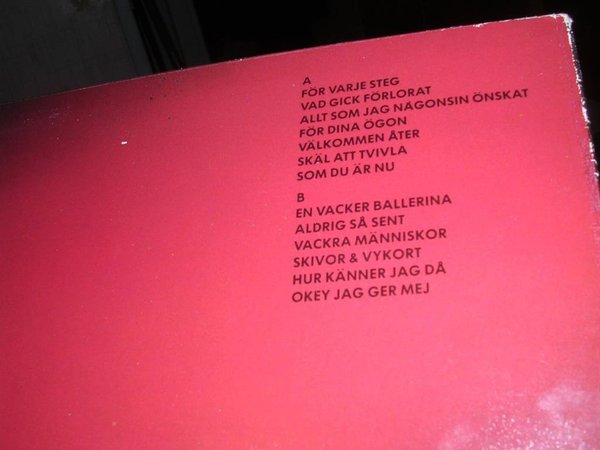 A
FÖR VARJE STEG
VAD GICK FÖRLORAT
ALLT SOM JAG NÅGONSIN ÖNSKAT
FÖR DINA ÖGON
VÄLKOMMEN ÅTER
SKÄL ATT TVIVLA
SOM DU ÄR NU
B
EN VACKER BALLERINA
ALDRIG SÅ SENT
VACKRA MÄNNISKOR
SKIVOR & VYKORT
HUR KÄNNER JAG DÅ
OKEY JAG GER MEJ